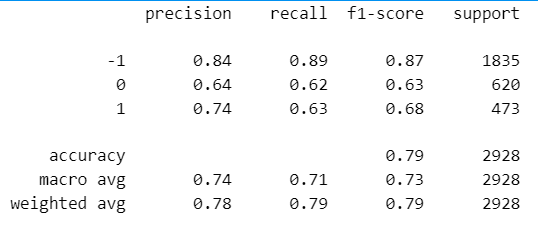 precision recall f1-score support
-1 0.84 0.89 0.87 1835
0 0.64 0.62 0.63 620
1 0.74 0.63 0.68 473
accuracy 0.79 2928
macro avg 0.74 0.71 0.73 2928
weighted avg 0.78 0.79 0.79 2928